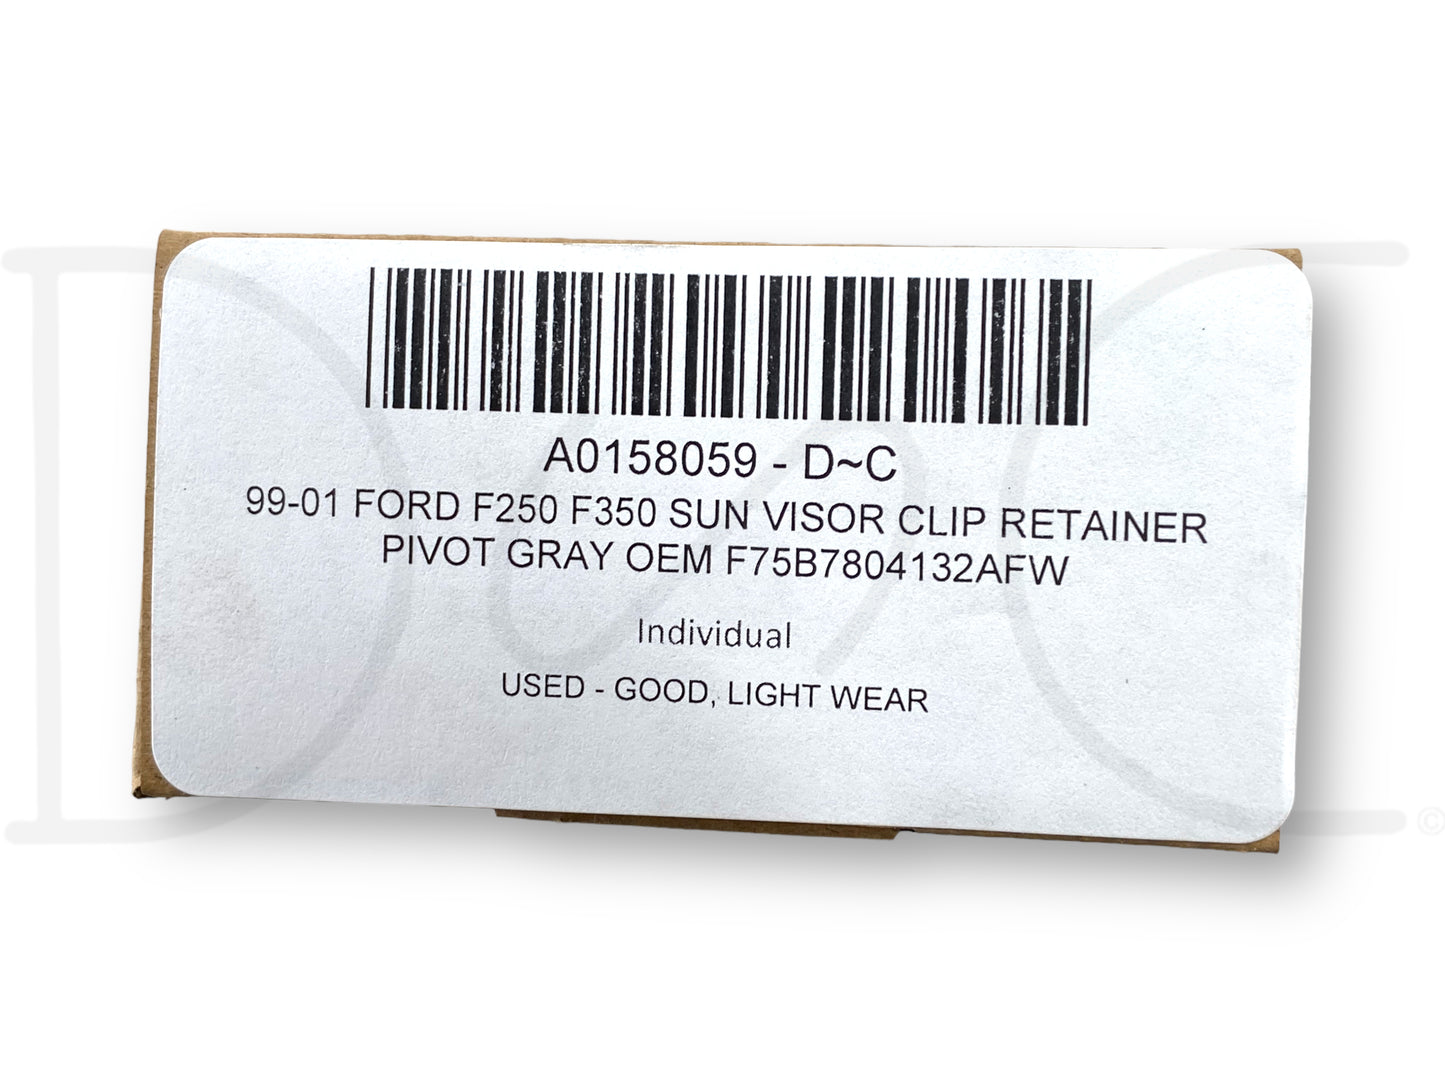 A0158059 - D~C
99-01 FORD F250 F350 SUN VISOR CLIP RETAINER
PIVOT GRAY OEM F75B7804132AFW
Individual
USED - GOOD, LIGHT WEAR
D C
©